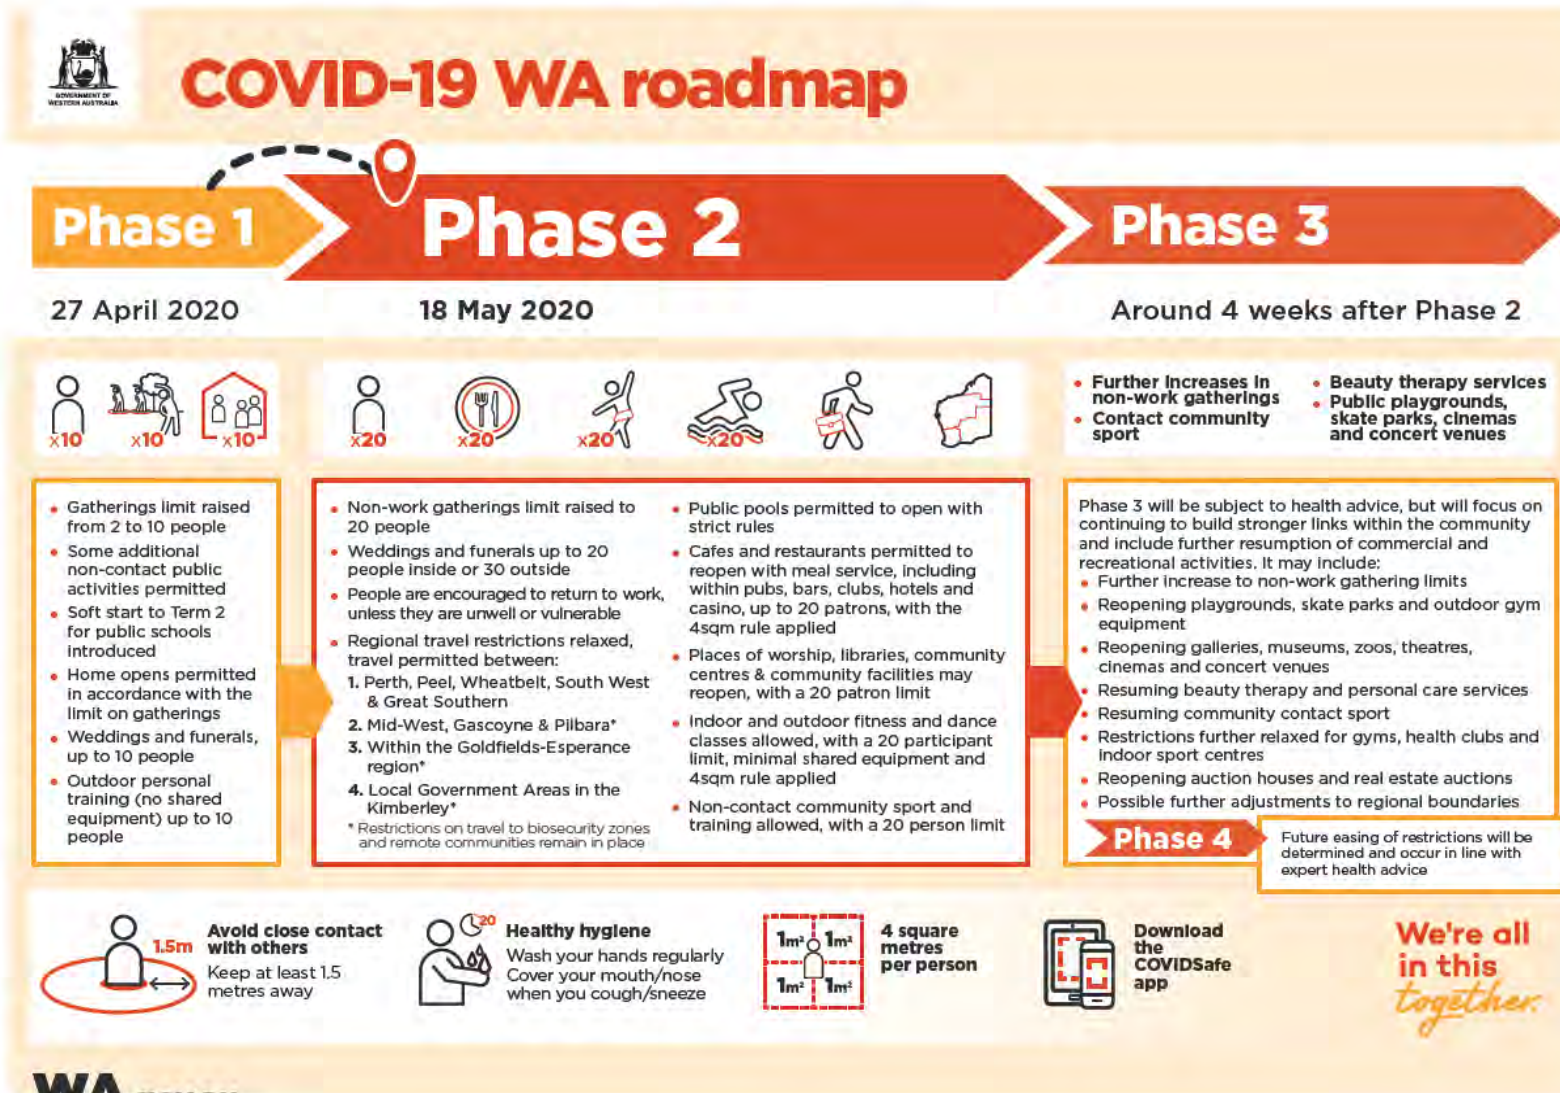 GOVERNMENT OF
WESTERN AUSTRALIA
COVID-19 WA roadmap
Phase 1
Phase 2
Phase 3
27 April 2020
18 May 2020
Around 4 weeks after Phase 2
x10
x10
x10
x20
x20
x20
x20
• Further increases in
non-work gatherings
• Contact community
sport
• Beauty therapy services
• Public playgrounds,
skate parks, cinemas
and concert venues
• Gatherings limit raised
from 2 to 10 people
• Some additional
non-contact public
activities permitted
• Soft start to Term 2
for public schools
introduced
• Home opens permitted
in accordance with the
limit on gatherings
• Weddings and funerals,
up to 10 people
• Outdoor personal
training (no shared
equipment) up to 10
people
• Non-work gatherings limit raised to
20 people
• Weddings and funerals up to 20
people inside or 30 outside
• People are encouraged to return to work,
unless they are unwell or vulnerable
• Regional travel restrictions relaxed,
travel permitted between:
1. Perth, Peel, Wheatbelt, South West
& Great Southern
2. Mid-West, Gascoyne & Pilbara*
3. Within the Goldfields-Esperance
region*
4. Local Government Areas in the
Kimberley*
* Restrictions on travel to biosecurity zones
and remote communities remain in place
• Public pools permitted to open with
strict rules
• Cafes and restaurants permitted to
reopen with meal service, including
within pubs, bars, clubs, hotels and
casino, up to 20 patrons, with the
4sqm rule applied
• Places of worship, libraries, community
centres & community facilities may
reopen, with a 20 patron limit
• Indoor and outdoor fitness and dance
classes allowed, with a 20 participant
limit, minimal shared equipment and
4sqm rule applied
• Non-contact community sport and
training allowed, with a 20 person limit
Phase 3 will be subject to health advice, but will focus on
continuing to build stronger links within the community
and include further resumption of commercial and
recreational activities. It may include:
• Further increase to non-work gathering limits
• Reopening playgrounds, skate parks and outdoor gym
equipment
• Reopening galleries, museums, zoos, theatres,
cinemas and concert venues
• Resuming beauty therapy and personal care services
• Resuming community contact sport
• Restrictions further relaxed for gyms, health clubs and
indoor sport centres
• Reopening auction houses and real estate auctions
• Possible further adjustments to regional boundaries
Phase 4
Future easing of restrictions will be
determined and occur in line with
expert health advice
1.5m
Avoid close contact
with others
Keep at least 1.5
metres away
20
Healthy hygiene
Wash your hands regularly
Cover your mouth/nose
when you cough/sneeze
1m² 1m²
1m² 1m²
4 square
metres
per person
Download
the
COVIDSafe
app
We're all
in this
together.
WA